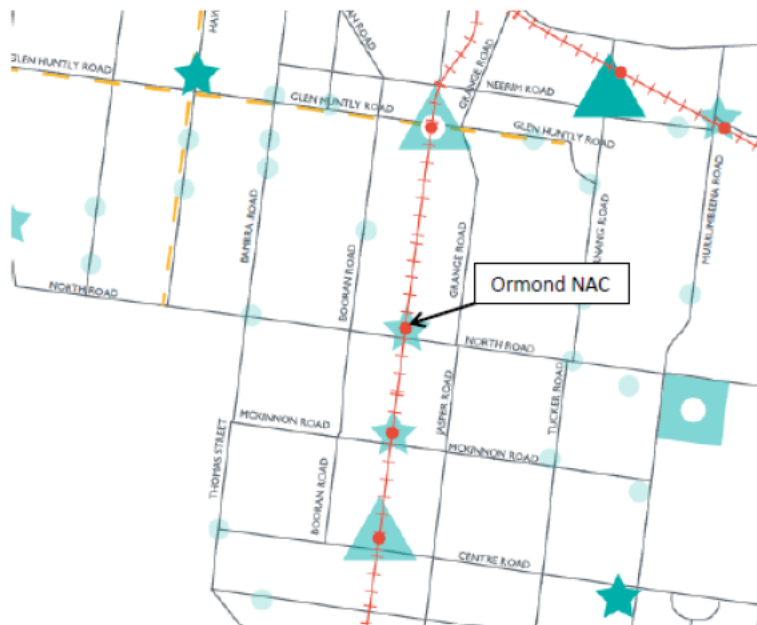 GLEN HUNTLY ROAD
GRANGE ROAD
NEERIM ROAD
GLEN HUNTLY ROAD
GLEN HUNTLY ROAD
MURRUMBEENA ROAD
BAMBRA ROAD
BOORAN ROAD
GRANGE ROAD
Ormond NAC
NORTH ROAD
NORTH ROAD
JASPER ROAD
TUCKER ROAD
MCKINNON ROAD
MCKINNON ROAD
THOMAS STREET
BOORAN ROAD
CENTRE ROAD